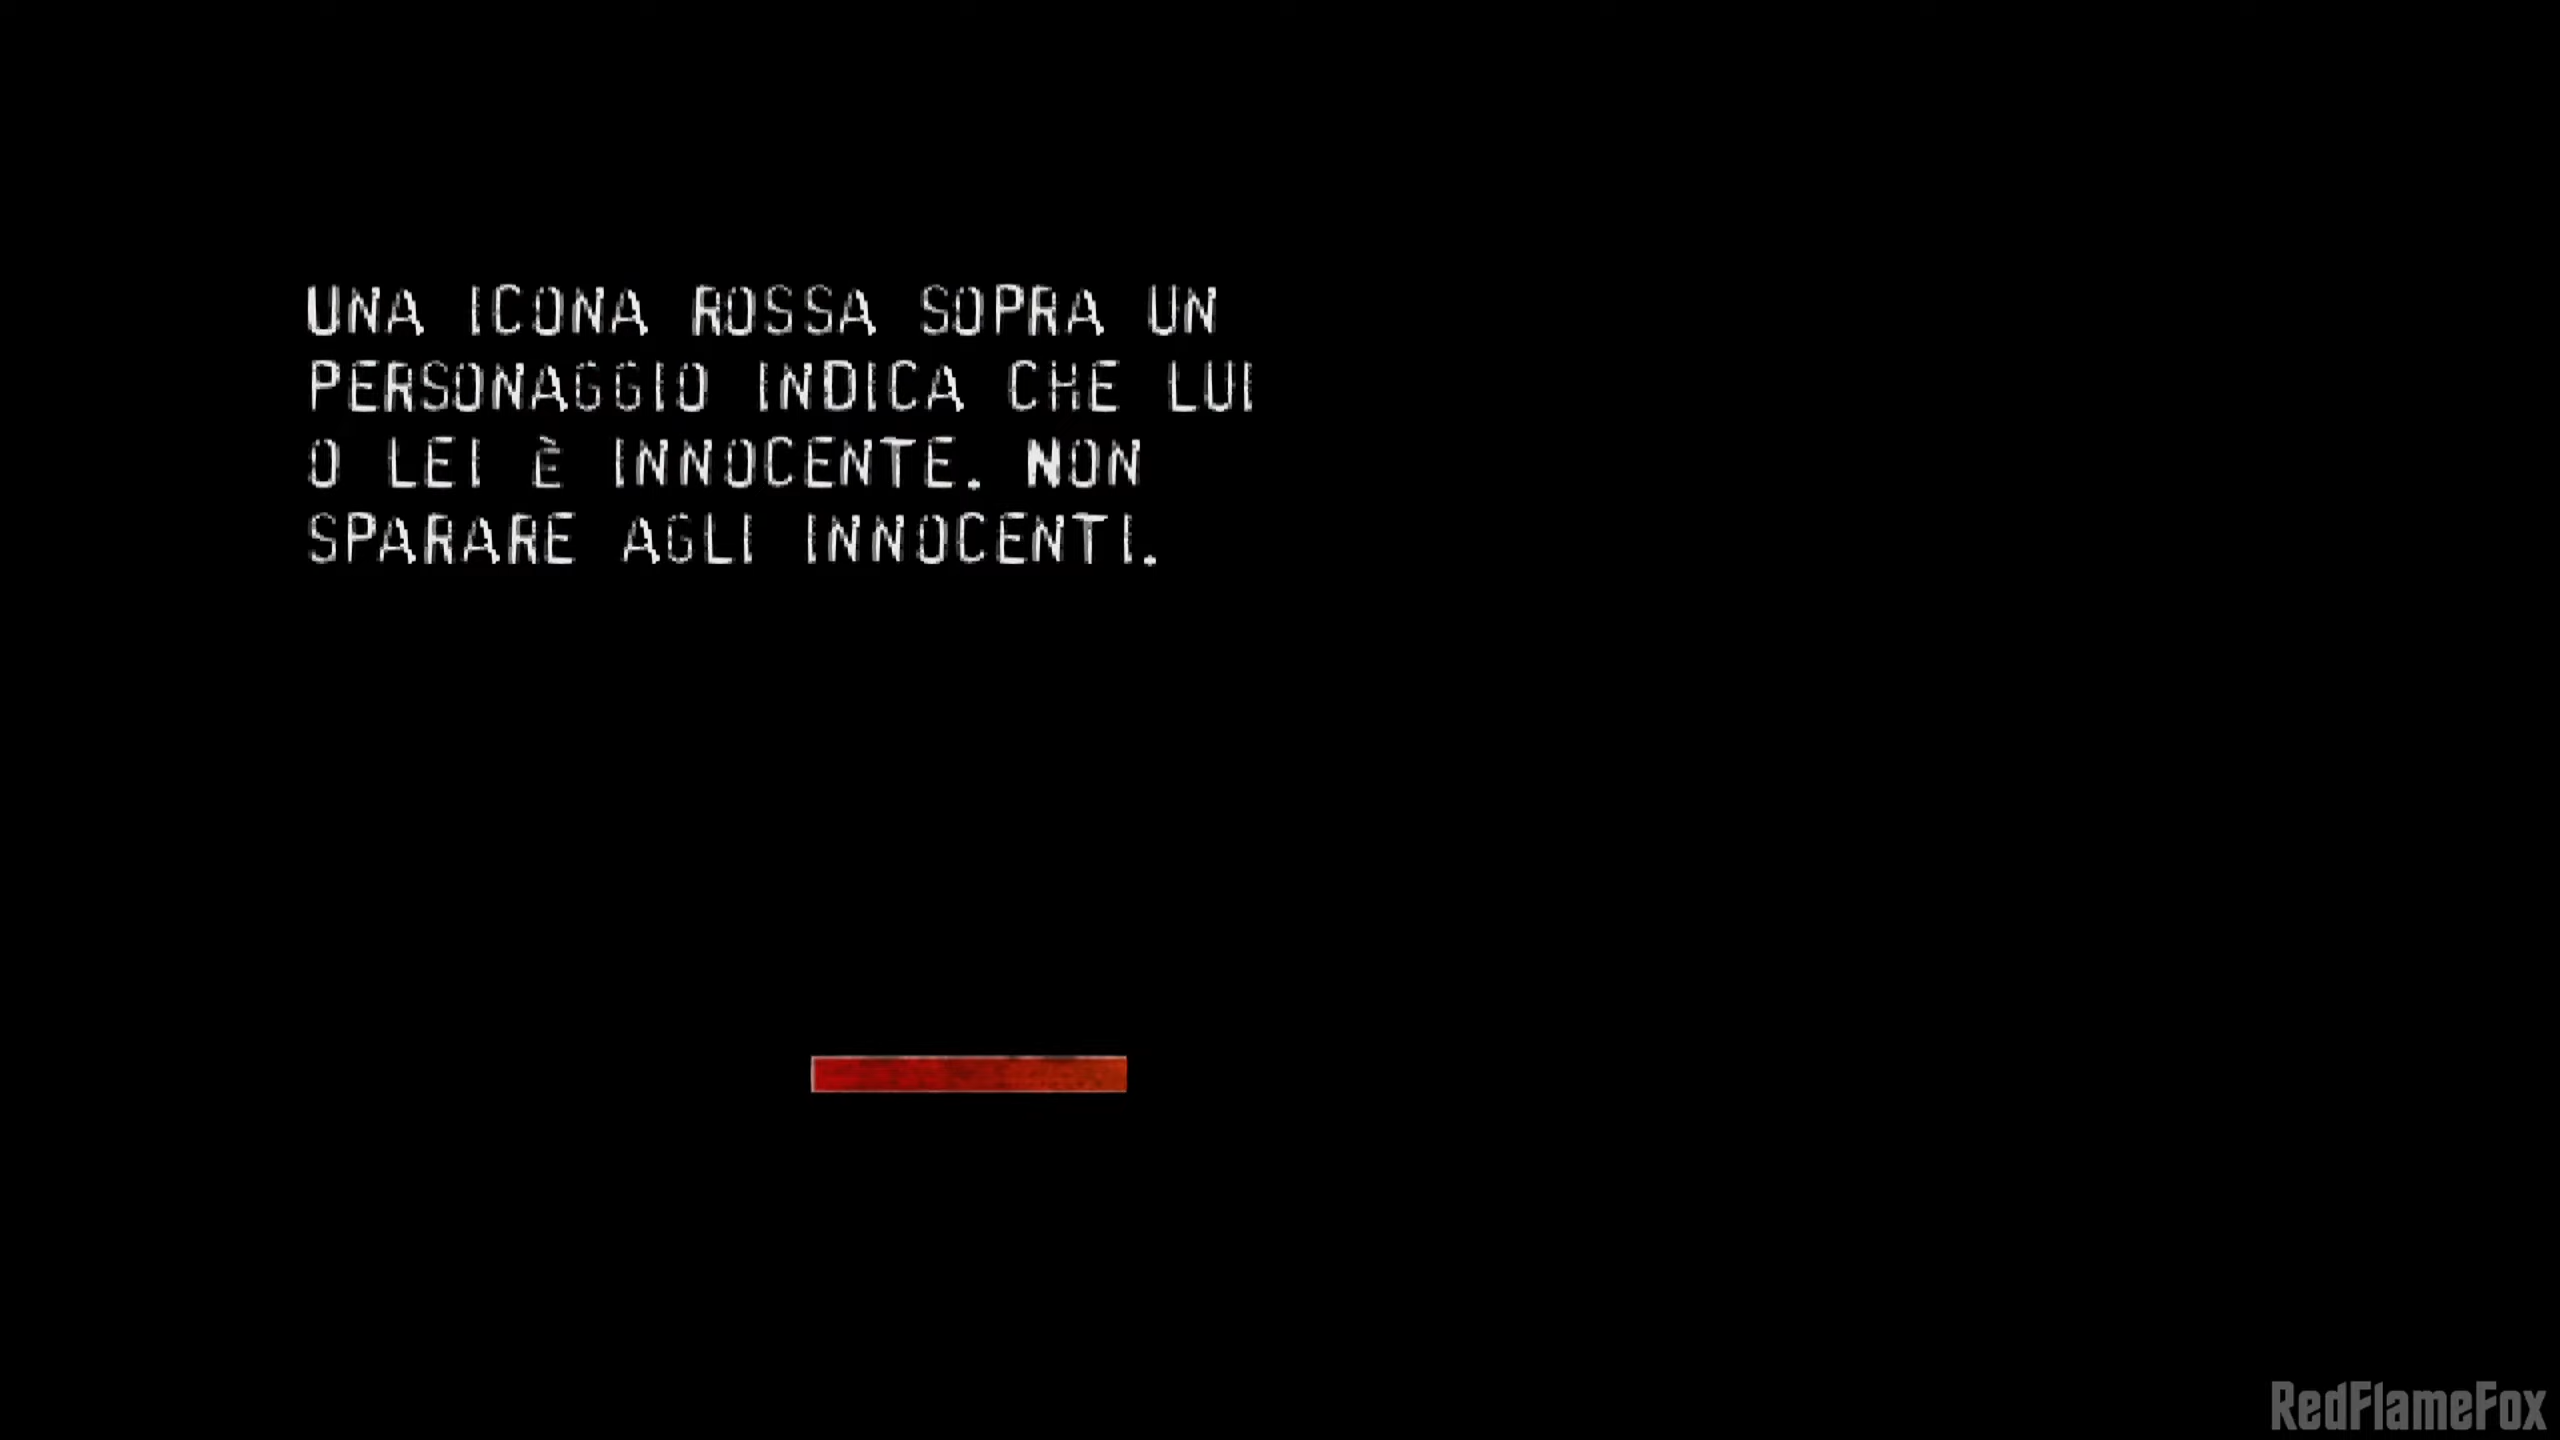 UNA ICONA ROSSA SOPRA UN
PERSONAGGIO INDICA CHE LUI
O LEI È INNOCENTE. NON
SPARARE AGLI INNOCENTI.
RedFlameFox